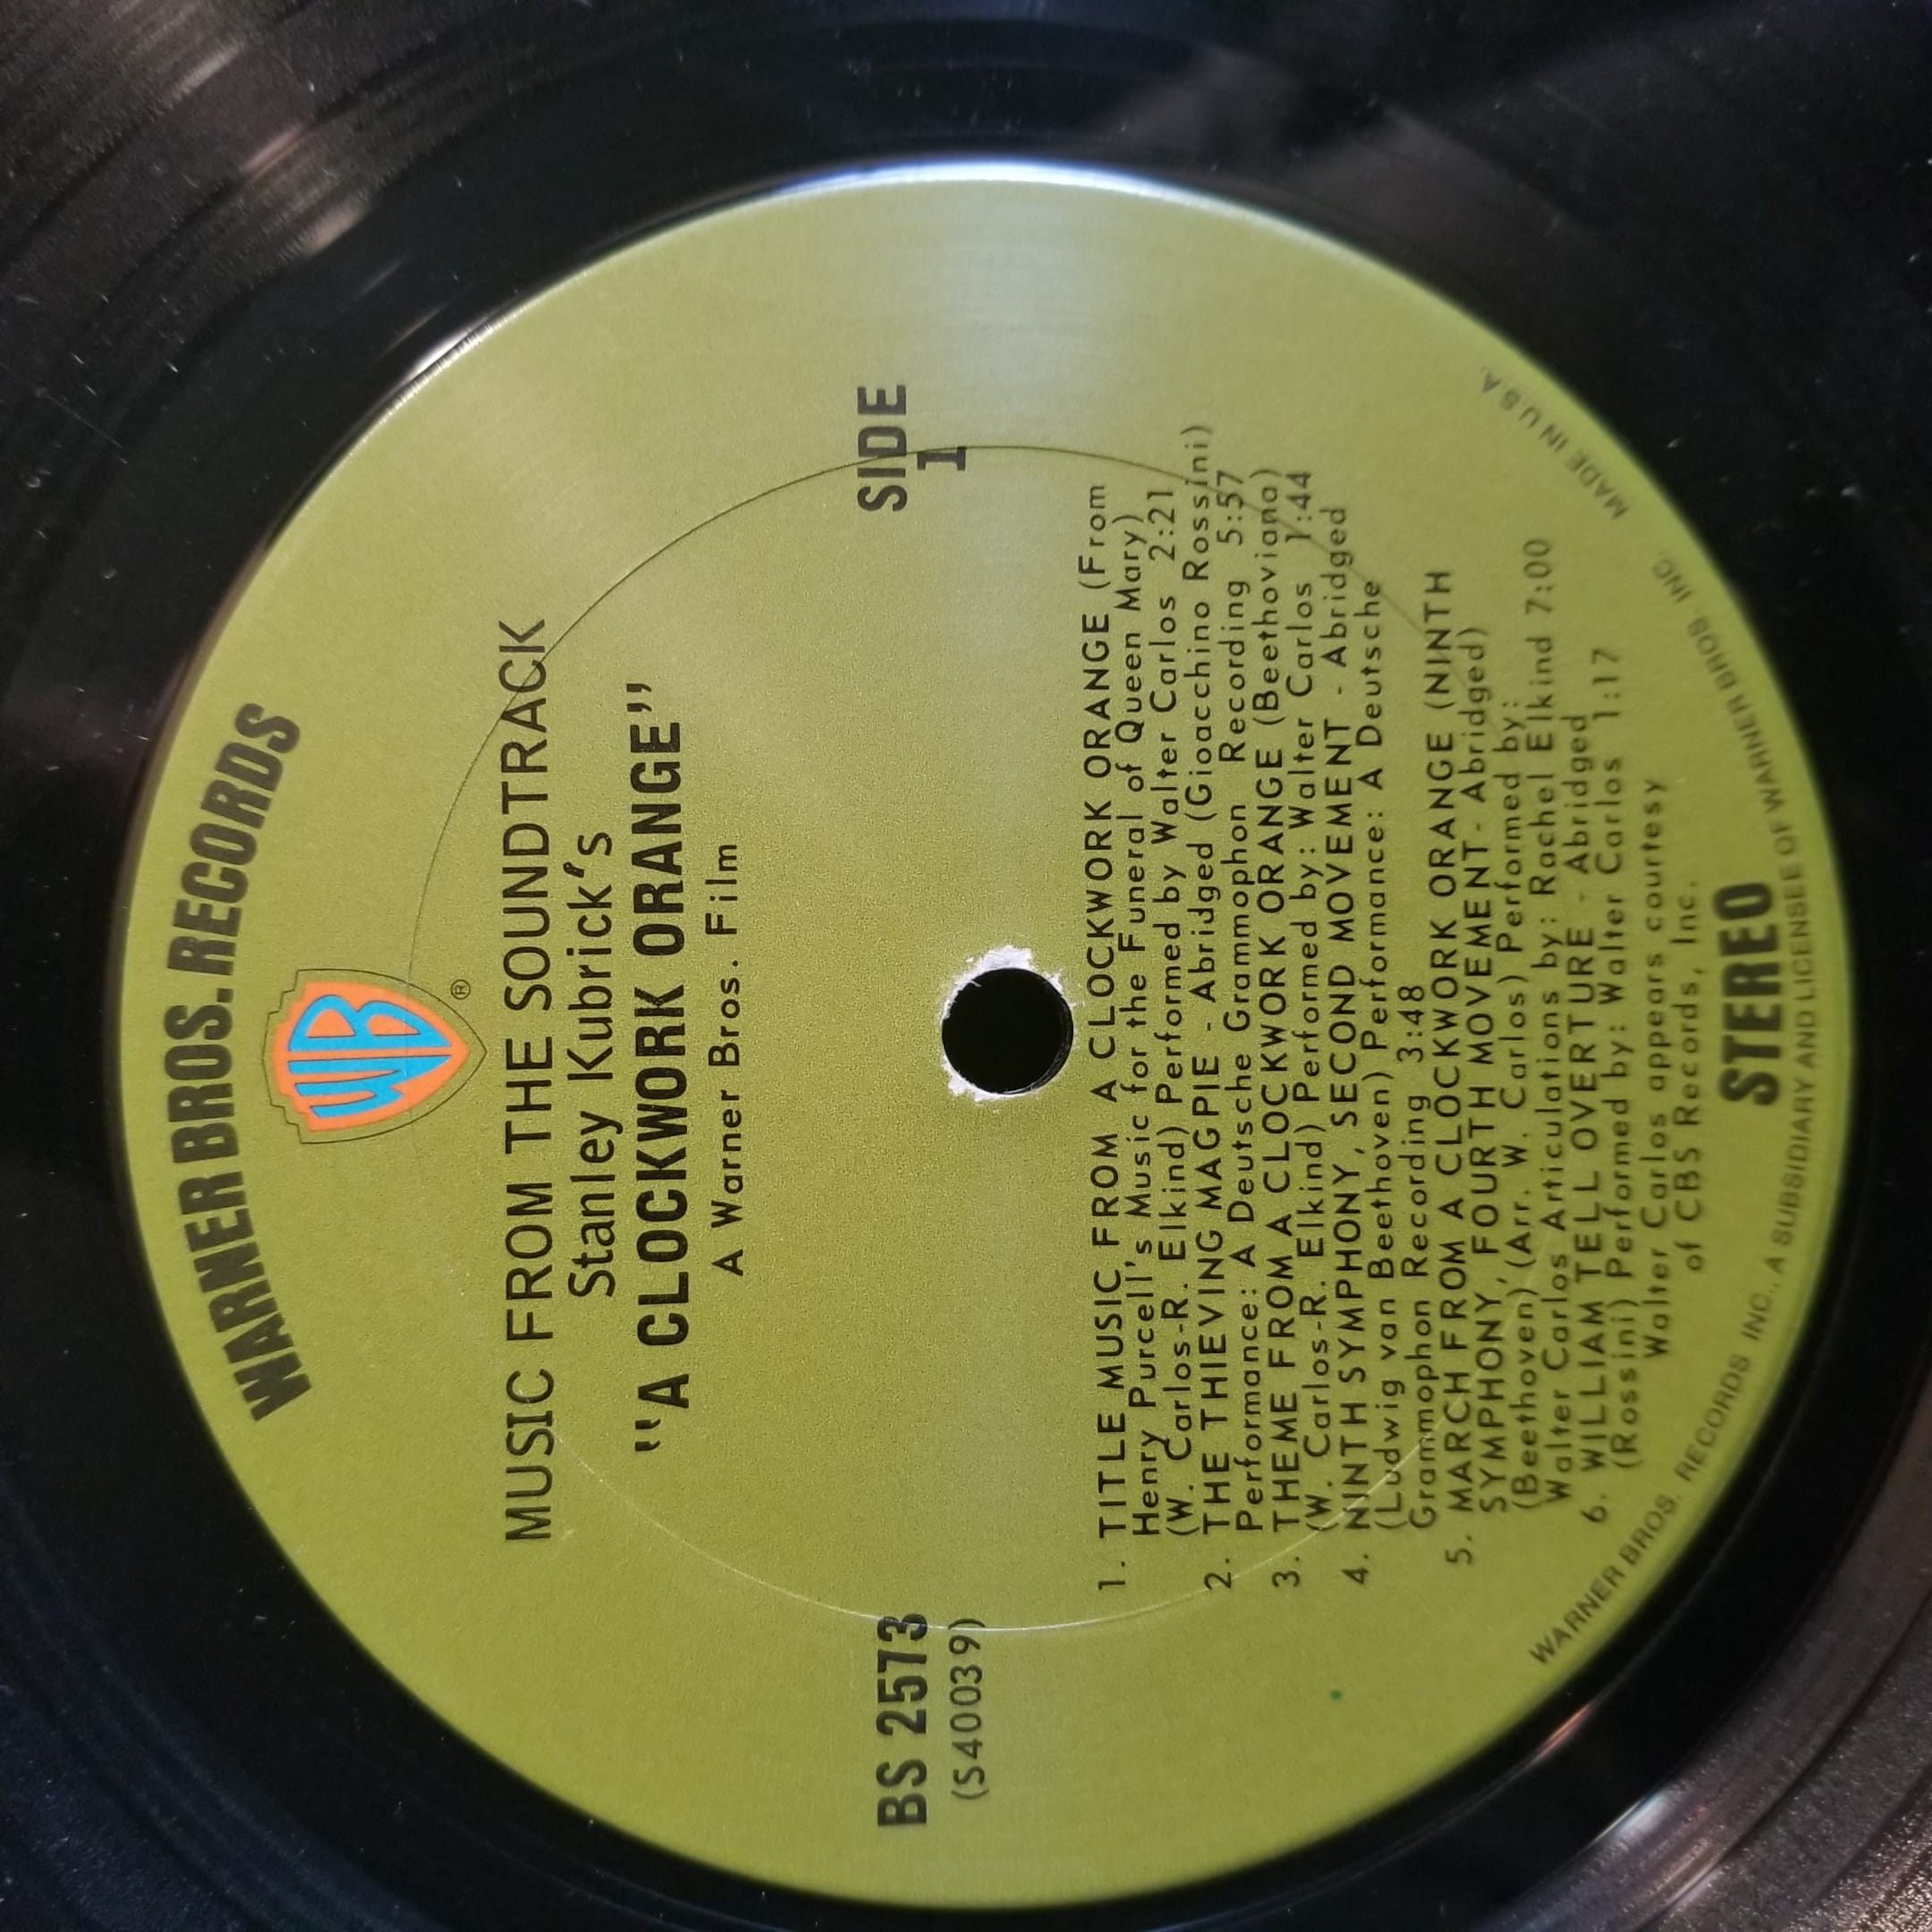 WARNER BROS. RECORDS
WB
®
MUSIC FROM THE SOUNDTRACK
Stanley Kubrick's
"A CLOCKWORK ORANGE"
A Warner Bros. Film
BS 2573
(S40039)
SIDE
1
1. TITLE MUSIC FROM A CLOCKWORK ORANGE (From
Henry Purcell's Music for the Funeral of Queen Mary)
(W. Carlos-R. Elkind) Performed by Walter Carlos 2:21
2. THE THIEVING MAGPIE - Abridged (Gioacchino Rossini)
Performance: A Deutsche Grammophon Recording 5:57
3. THEME FROM A CLOCKWORK ORANGE (Beethoviana)
(W. Carlos-R. Elkind) Performed by: Walter Carlos 1:44
4. NINTH SYMPHONY, SECOND MOVEMENT - Abridged
(Ludwig van Beethoven) Performance: A Deutsche
Grammophon Recording 3:48
5. MARCH FROM A CLOCKWORK ORANGE (NINTH
SYMPHONY, FOURTH MOVEMENT - Abridged)
(Beethoven) (Arr. W. Carlos) Performed by:
Walter Carlos Articulations by: Rachel Elkind 7:00
6. WILLIAM TELL OVERTURE - Abridged
(Rossini) Performed by: Walter Carlos 1:17
Walter Carlos appears courtesy
of CBS Records, Inc.
STEREO
WARNER BROS. RECORDS INC., A SUBSIDIARY AND LICENSEE OF WARNER BROS. INC. MADE IN U.S.A.